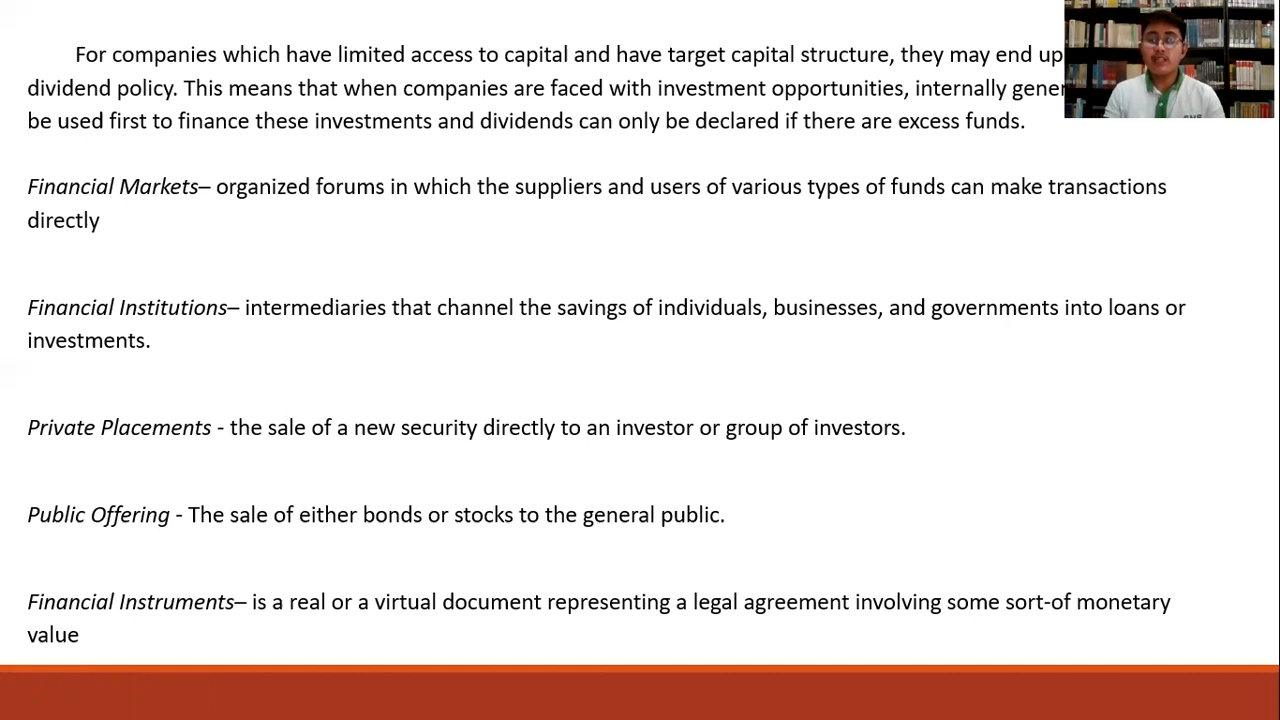 For companies which have limited access to capital and have target capital structure, they may end up
dividend policy. This means that when companies are faced with investment opportunities, internally
be used first to finance these investments and dividends can only be declared if there are excess funds.
Financial Markets– organized forums in which the suppliers and users of various types of funds can make transactions
directly
Financial Institutions– intermediaries that channel the savings of individuals, businesses, and governments into loans or
investments.
Private Placements - the sale of a new security directly to an investor or group of investors.
Public Offering - The sale of either bonds or stocks to the general public.
Financial Instruments– is a real or a virtual document representing a legal agreement involving some sort-of monetary
value